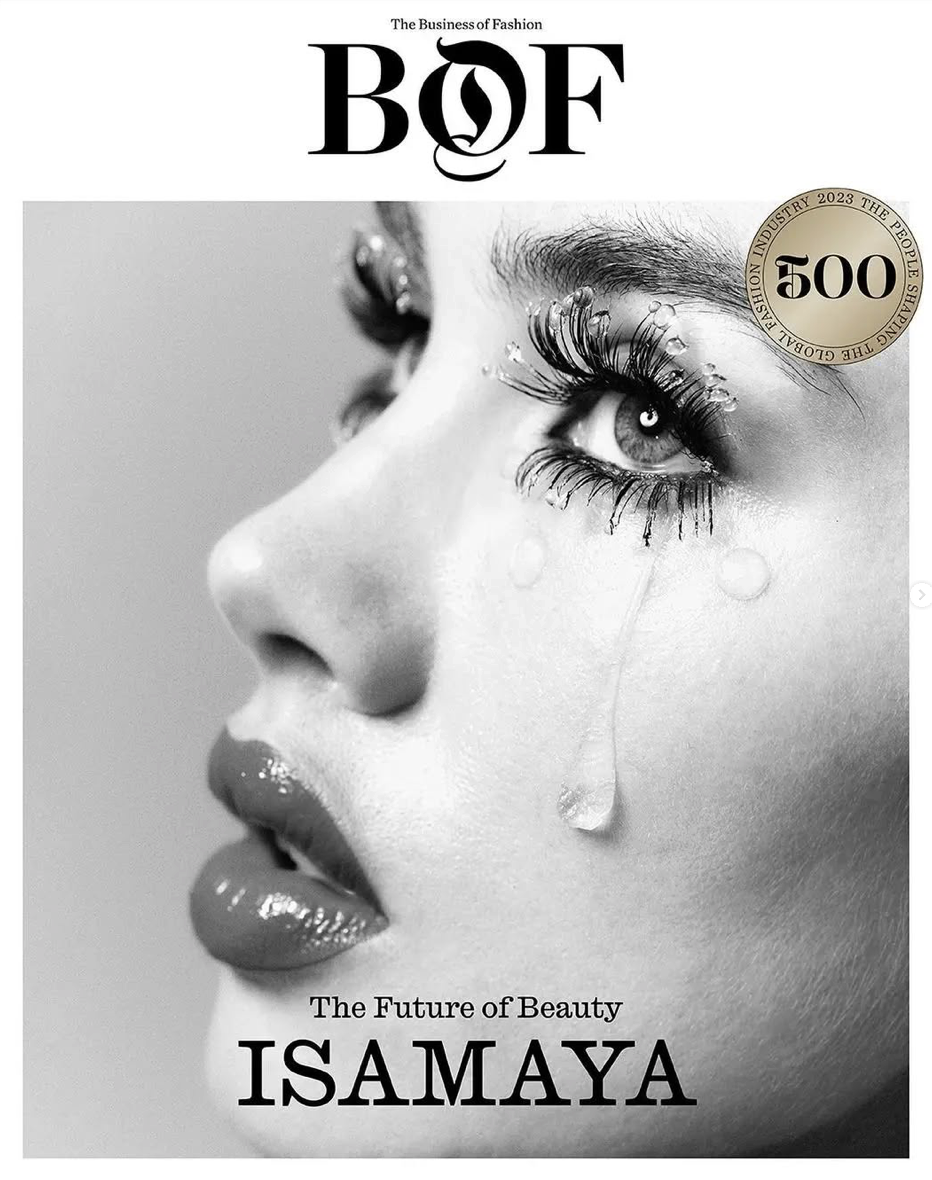 The Business of Fashion
BOF
FASHION INDUSTRY 2023 THE PEOPLE SHAPING THE GLOBAL
500
The Future of Beauty
ISAMAYA